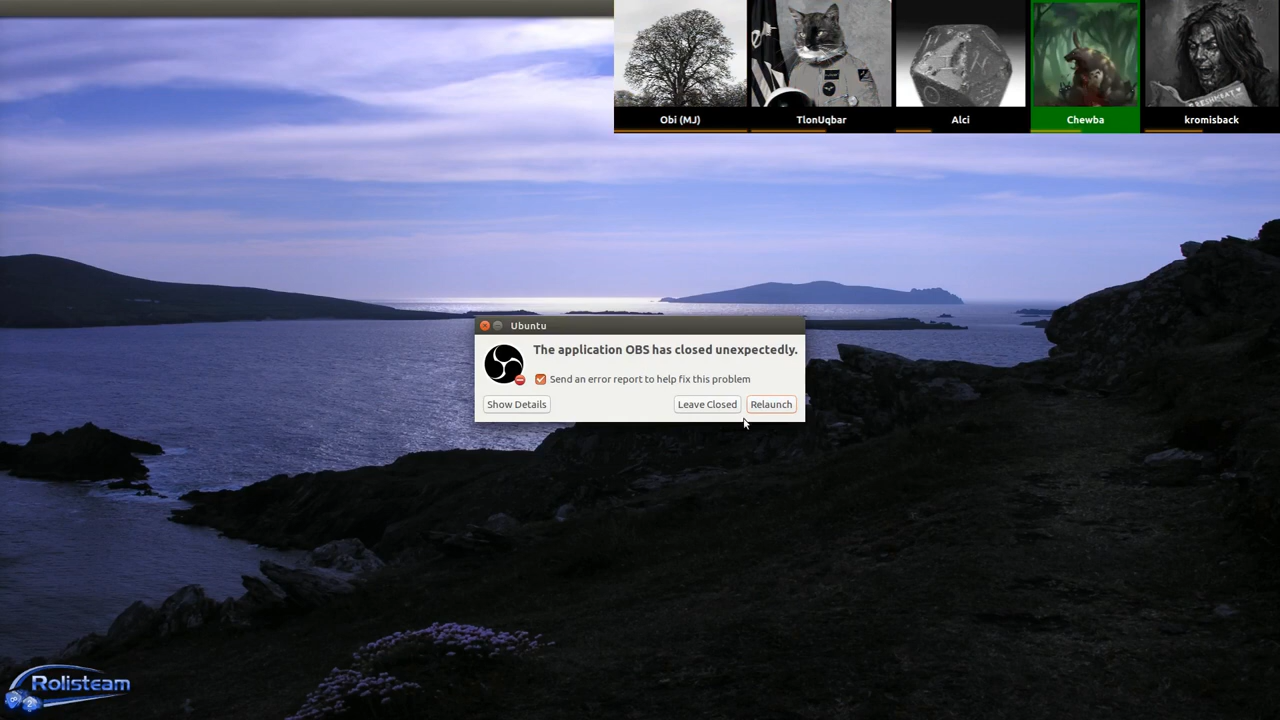 Obi (MJ)
TlonUqbar
Alci
Chewba
kromisback
Ubuntu
The application OBS has closed unexpectedly.
Send an error report to help fix this problem
Show Details
Leave Closed
Relaunch
Rolisteam